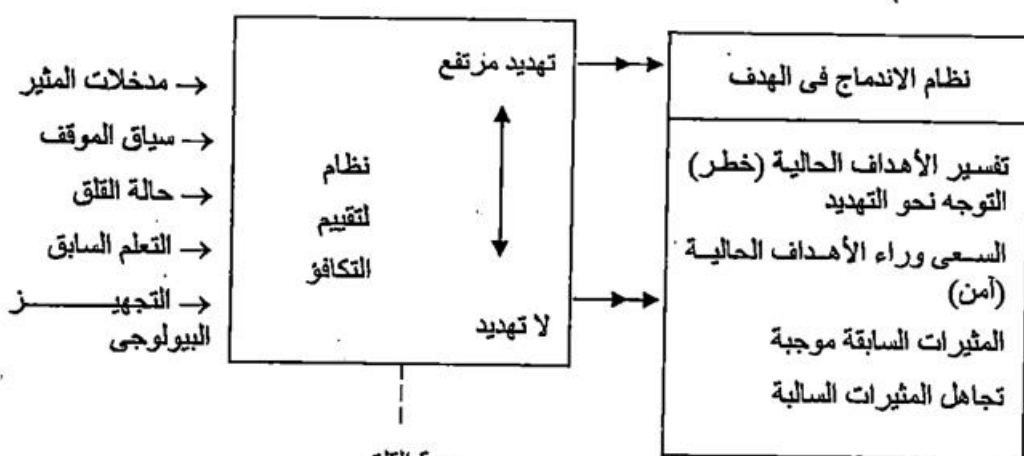 → مدخلات المثير
→ سياق الموقف
→ حالة القلق
→ التعلم السابق
→ التجهيز
البيولوجى
تهديد مرتفع
نظام
لتقييم
التكافؤ
لا تهديد
نظام الاندماج فى الهدف
تفسير الأهداف الحالية (خطر)
التوجه نحو التهديد
السعى وراء الأهداف الحالية
(آمن)
المثيرات السابقة موجبة
تجاهل المثيرات السالبة